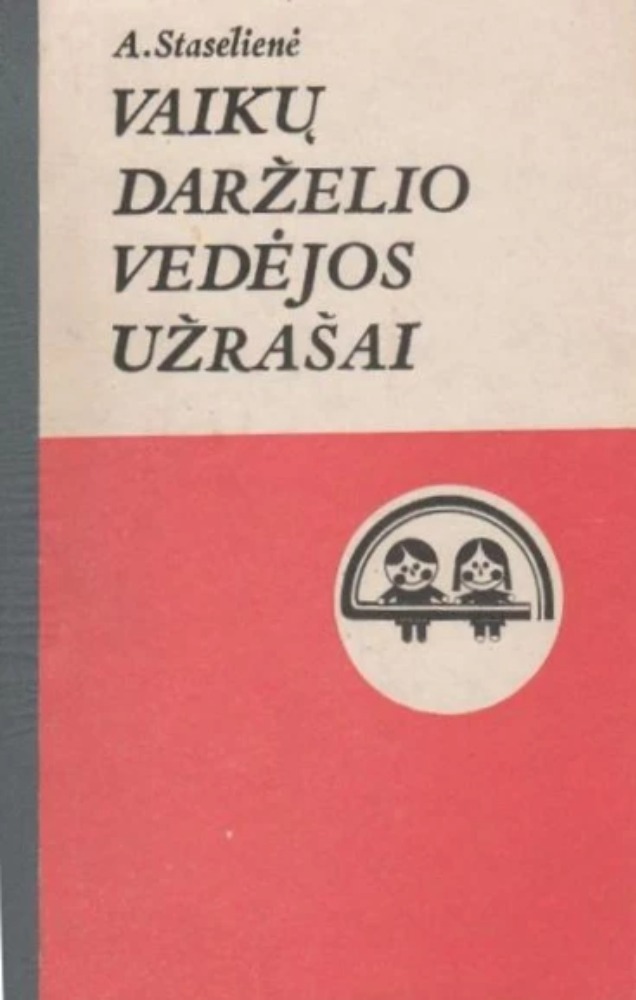 A.Staselienė
VAIKŲ
DARŽELIO
VEDĖJOS
UŽRAŠAI